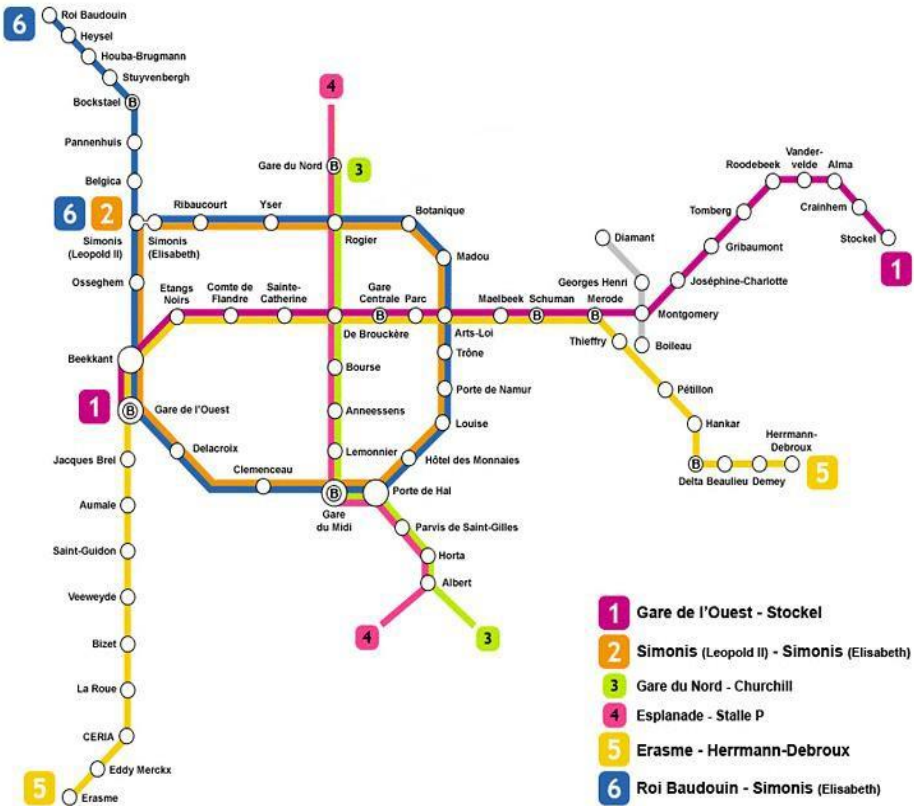 6
Roi Baudouin
Heysel
Houba-Brugmann
Stuyvenbergh
Bockstael
B
Pannenhuis
Belgica
6
2
Simonis
(Leopold II)
Simonis
(Elisabeth)
Ribaucourt
Yser
Rogier
Botanique
Madou
4
Gare du Nord
B
3
Osseghem
Etangs
Noirs
Comte de
Flandre
Sainte-
Catherine
De Brouckère
Gare
Centrale
B
Parc
Arts-Loi
Maelbeek
Schuman
B
Merode
B
Diamant
Georges Henri
Montgomery
Boileau
Joséphine-Charlotte
Gribaumont
Tomberg
Roodebeek
Vander-
velde
Alma
Crainhem
Stockel
1
Thieffry
Pétillon
Hankar
B
Delta
Beaulieu
Demey
Herrmann-
Debroux
5
Beekkant
1
B
Gare de l'Ouest
Delacroix
Clemenceau
Bourse
Anneessens
Lemonnier
B
Gare
du Midi
Trône
Porte de Namur
Louise
Hôtel des Monnaies
Porte de Hal
Parvis de Saint-Gilles
Horta
Albert
4
3
Jacques Brel
Aumale
Saint-Guidon
Veeweyde
Bizet
La Roue
CERIA
Eddy Merckx
Erasme
5
1 Gare de l'Ouest - Stockel
2 Simonis (Leopold II) - Simonis (Elisabeth)
3 Gare du Nord - Churchill
4 Esplanade - Stalle P
5 Erasme - Herrmann-Debroux
6 Roi Baudouin - Simonis (Elisabeth)